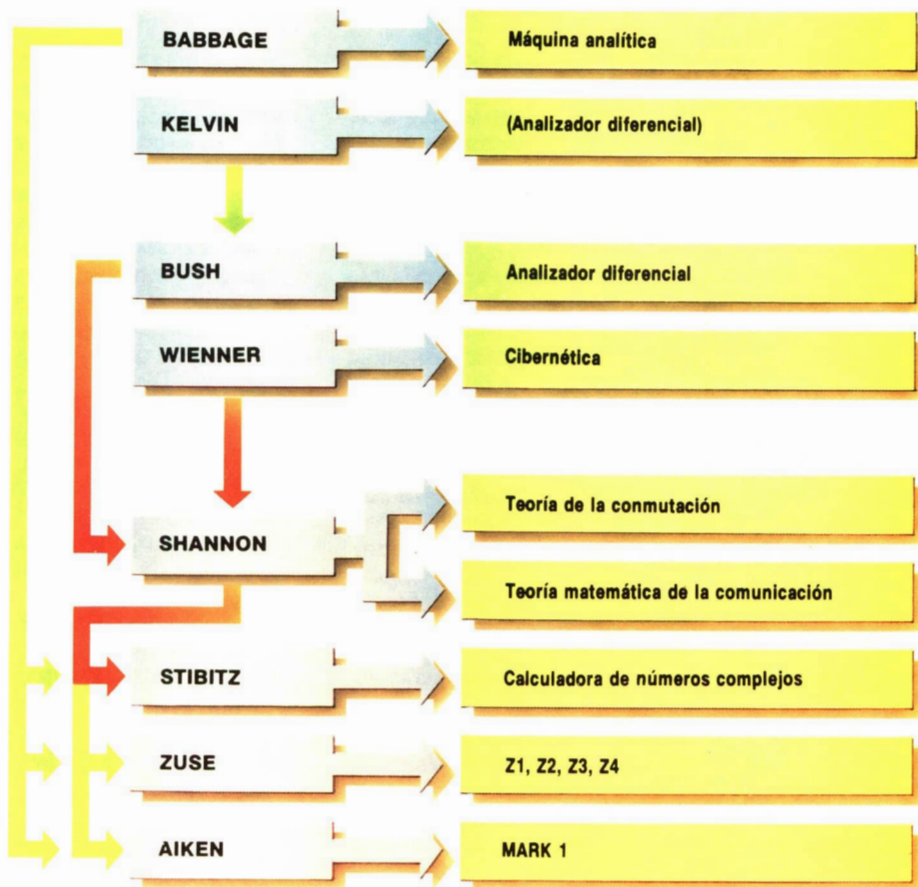 BABBAGE
Máquina analítica
KELVIN
(Analizador diferencial)
BUSH
Analizador diferencial
WIENNER
Cibernética
SHANNON
Teoría de la conmutación
Teoría matemática de la comunicación
STIBITZ
Calculadora de números complejos
ZUSE
Z1, Z2, Z3, Z4
AIKEN
MARK 1